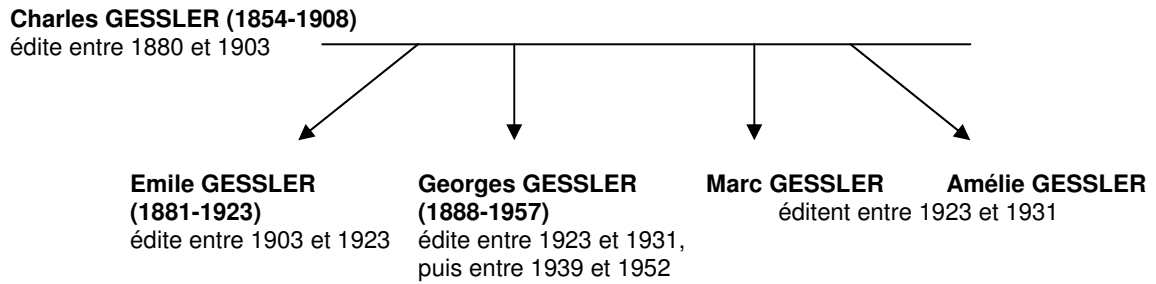 Charles GESSLER (1854-1908)
édite entre 1880 et 1903
Emile GESSLER
(1881-1923)
édite entre 1903 et 1923
Georges GESSLER
(1888-1957)
édite entre 1923 et 1931,
puis entre 1939 et 1952
Marc GESSLER
Amélie GESSLER
éditent entre 1923 et 1931